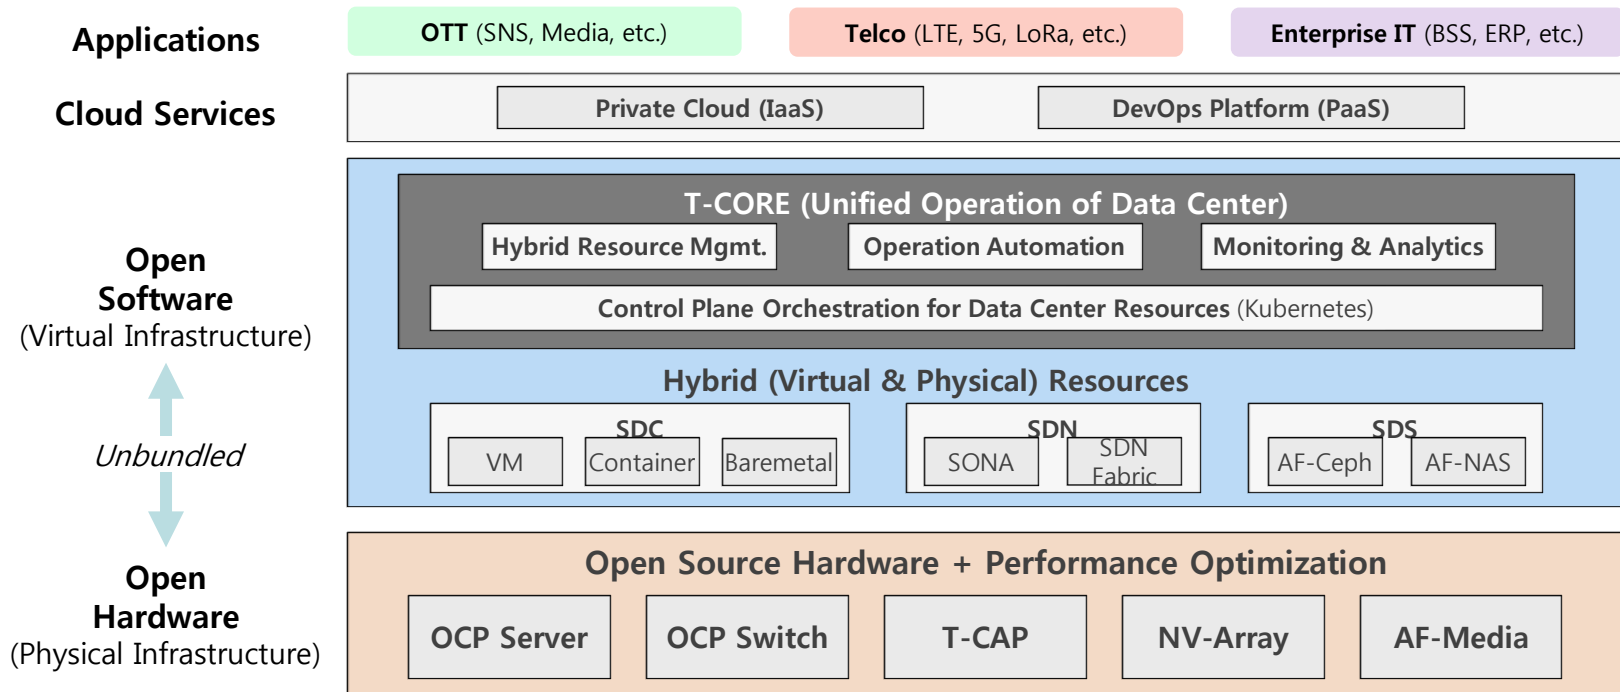 Applications
OTT (SNS, Media, etc.)
Telco (LTE, 5G, LoRa, etc.)
Enterprise IT (BSS, ERP, etc.)
Cloud Services
Private Cloud (IaaS)
DevOps Platform (PaaS)
Open
Software
(Virtual Infrastructure)
T-CORE (Unified Operation of Data Center)
Hybrid Resource Mgmt.
Operation Automation
Monitoring & Analytics
Control Plane Orchestration for Data Center Resources (Kubernetes)
Hybrid (Virtual & Physical) Resources
SDC
VM
Container
Baremetal
SDN
SONA
SDN
Fabric
SDS
AF-Ceph
AF-NAS
Unbundled
Open
Hardware
(Physical Infrastructure)
Open Source Hardware + Performance Optimization
OCP Server
OCP Switch
T-CAP
NV-Array
AF-Media